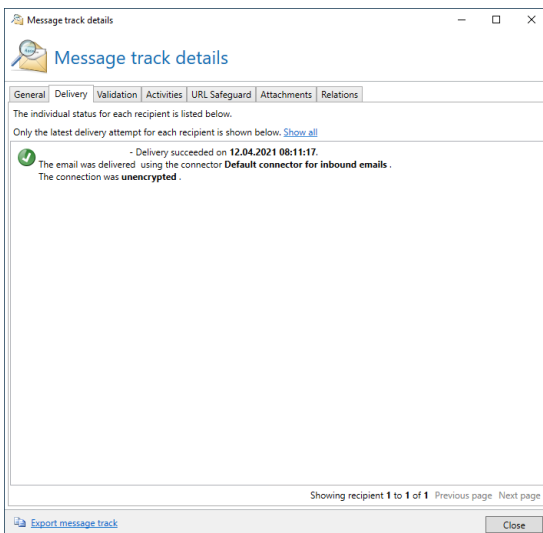 Message track details
Message track details
General Delivery Validation Activities URL Safeguard Attachments Relations
The individual status for each recipient is listed below.
Only the latest delivery attempt for each recipient is shown below. Show all
- Delivery succeeded on 12.04.2021 08:11:17.
The email was delivered using the connector Default connector for inbound emails .
The connection was unencrypted .
Showing recipient 1 to 1 of 1 Previous page Next page
Export message track
Close